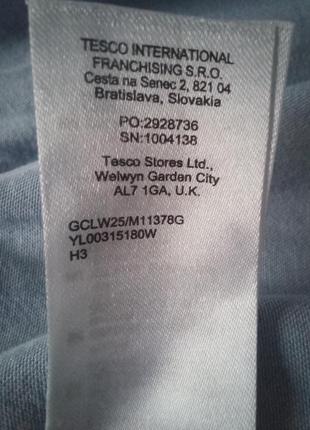 TESCO INTERNATIONAL
FRANCHISING S.R.O.
Cesta na Senec 2, 821 04
Bratislava, Slovakia
PO:2928736
SN:1004138
Tesco Stores Ltd.,
Welwyn Garden City
AL7 1GA, U.K.
GCLW25/M11378G
YL00315180W
H3